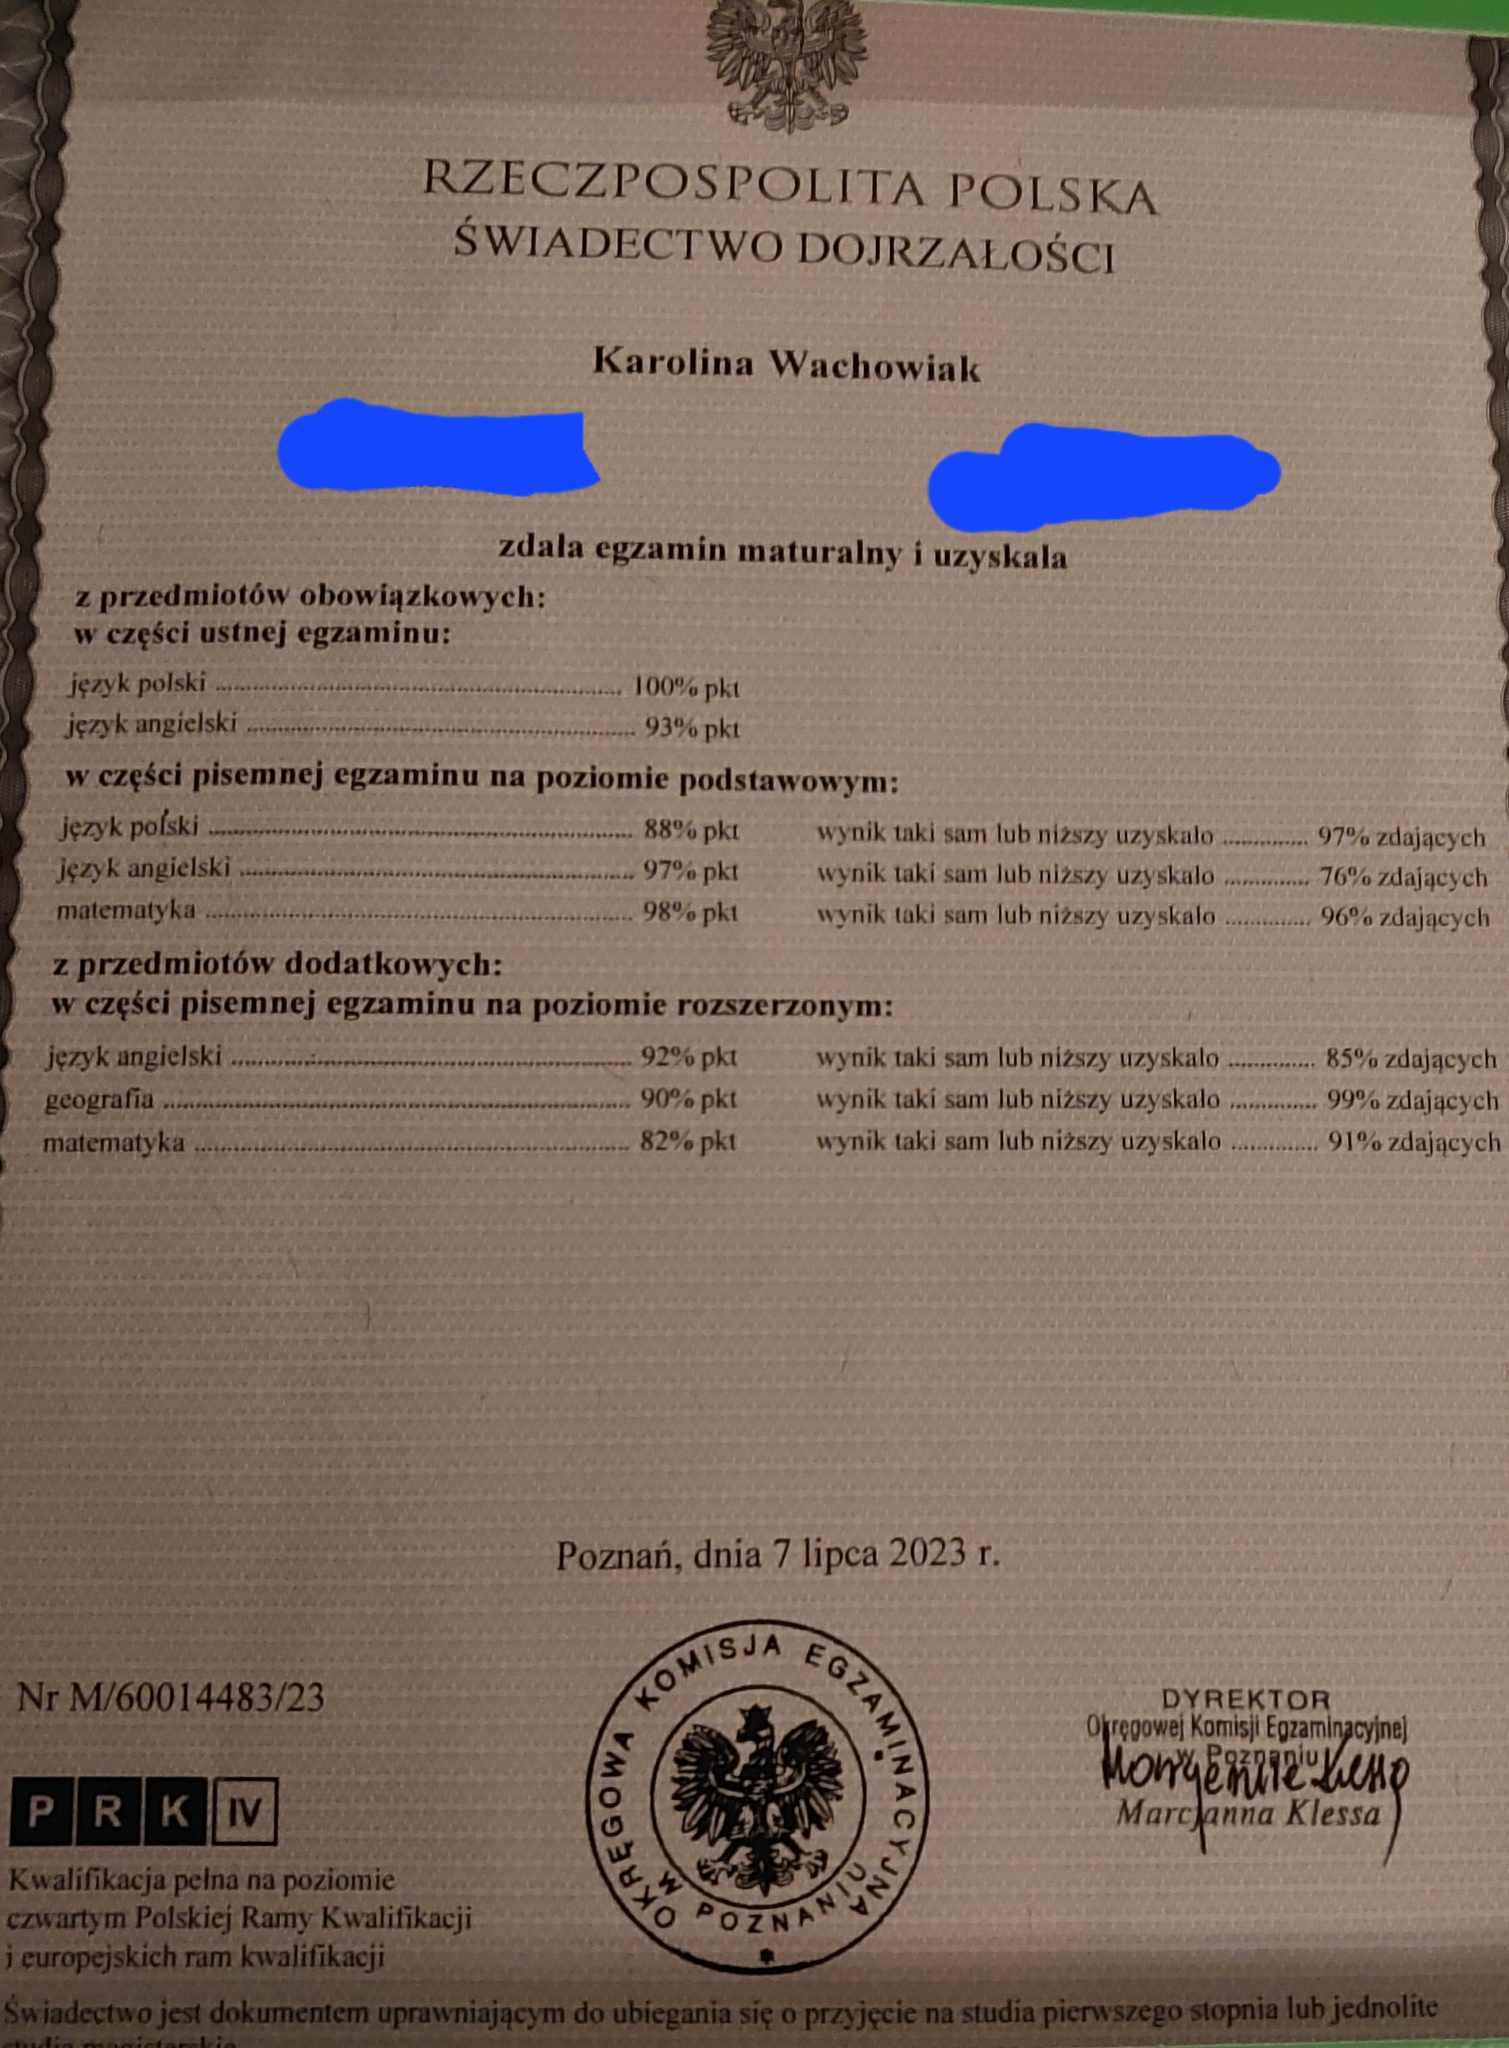 RZECZPOSPOLITA POLSKA
ŚWIADECTWO DOJRZAŁOŚCI
Karolina Wachowiak
zdała egzamin maturalny i uzyskała
z przedmiotów obowiązkowych:
w części ustnej egzaminu:
język polski ........ 100% pkt
język angielski ........ 93% pkt
w części pisemnej egzaminu na poziomie podstawowym:
język polski ........ 88% pkt wynik taki sam lub niższy uzyskało ........ 97% zdających
język angielski ........ 97% pkt wynik taki sam lub niższy uzyskało ........ 76% zdających
matematyka ........ 98% pkt wynik taki sam lub niższy uzyskało ........ 96% zdających
z przedmiotów dodatkowych:
w części pisemnej egzaminu na poziomie rozszerzonym:
język angielski ........ 92% pkt wynik taki sam lub niższy uzyskało ........ 85% zdających
geografia ........ 90% pkt wynik taki sam lub niższy uzyskało ........ 99% zdających
matematyka ........ 82% pkt wynik taki sam lub niższy uzyskało ........ 91% zdających
Poznań, dnia 7 lipca 2023 r.
Nr M/60014483/23
OKRĘGOWA KOMISJA EGZAMINACYJNA
W POZNANIU
DYREKTOR
Okręgowej Komisji Egzaminacyjnej
w Poznaniu
Marcjanna Klessa
PRK IV
Kwalifikacja pełna na poziomie
czwartym Polskiej Ramy Kwalifikacji
i europejskich ram kwalifikacji
Świadectwo jest dokumentem uprawniającym do ubiegania się o przyjęcie na studia pierwszego stopnia lub jednolite
studia magisterskie